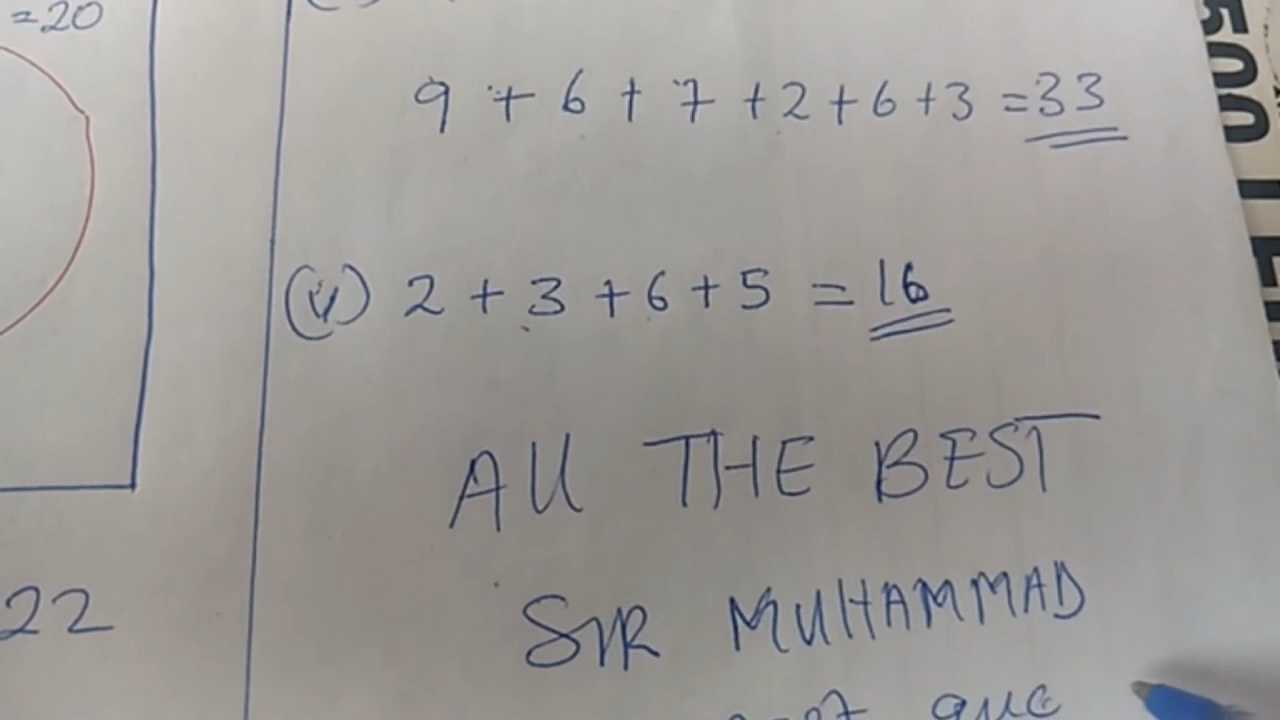 =20
9 + 6 + 7 + 2 + 6 + 3 = 33
(v) 2 + 3 + 6 + 5 = 16
All THE BEST
22
SIR MUHAMMAD
500